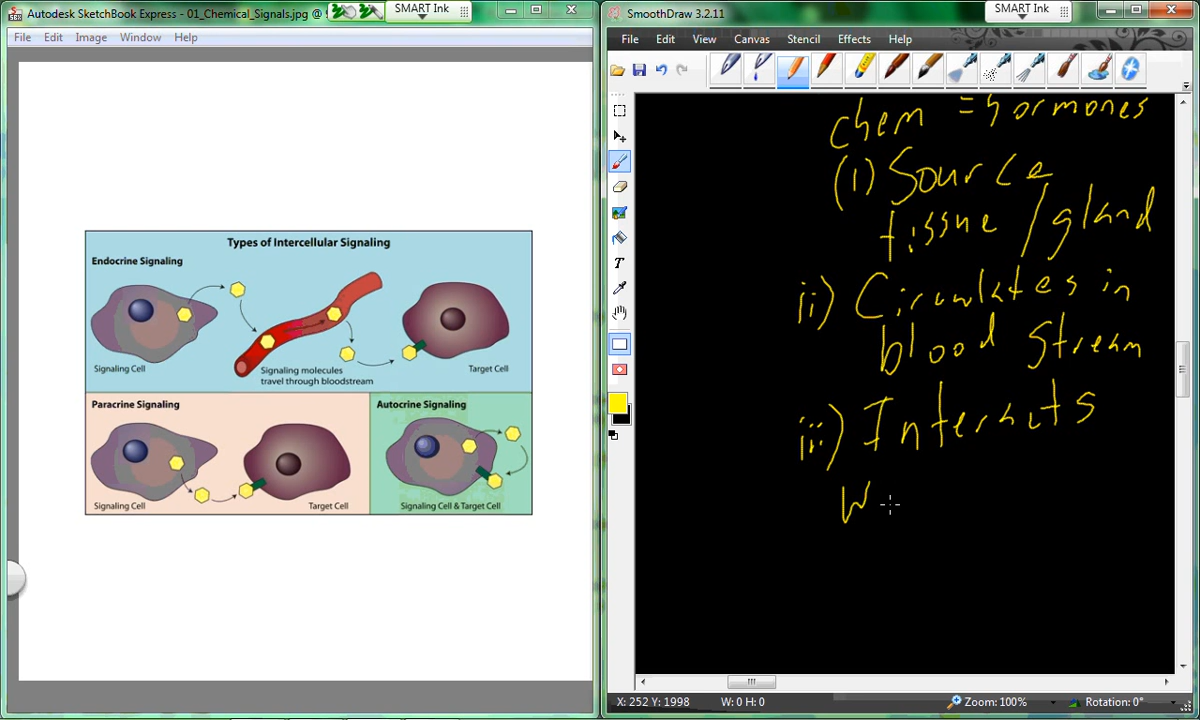 Autodesk SketchBook Express - 01_Chemical_Signals.jpg @
SMART Ink
File Edit Image Window Help
Types of Intercellular Signaling
Endocrine Signaling
Signaling Cell
Signaling molecules
travel through bloodstream
Target Cell
Paracrine Signaling
Signaling Cell
Target Cell
Autocrine Signaling
Signaling Cell & Target Cell
SmoothDraw 3.2.11
SMART Ink
File Edit View Canvas Stencil Effects Help
chem = hormones
(i) Source
tissue / gland
ii) Circulates in
blood stream
iii) Interacts
W
X: 252 Y: 1998 W: 0 H: 0 Zoom: 100% Rotation: 0°